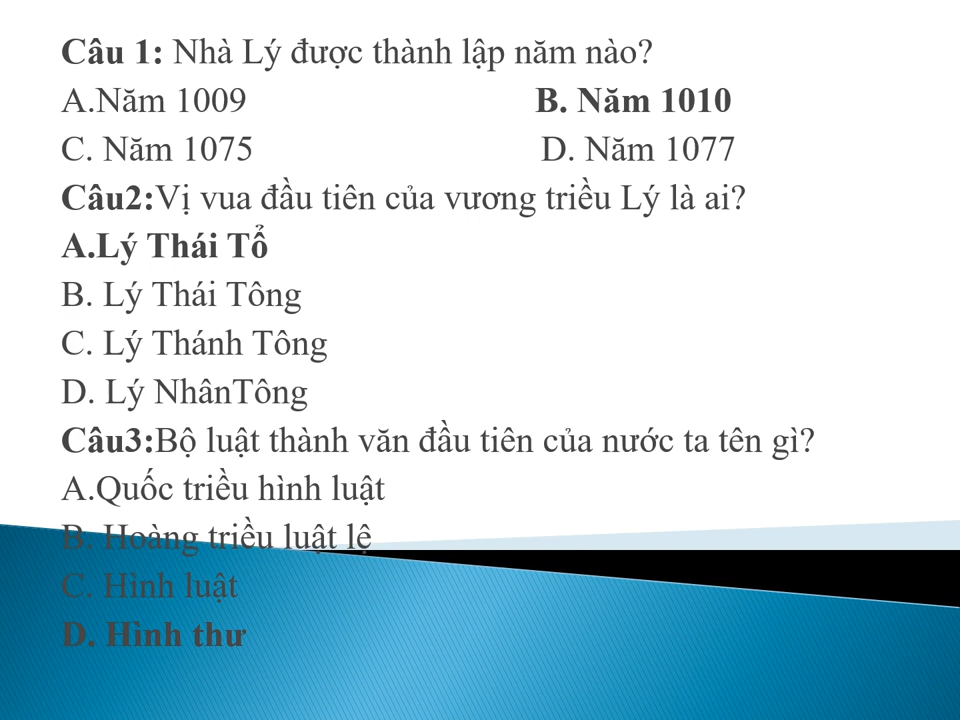 Câu 1: Nhà Lý được thành lập năm nào?
A.Năm 1009 B. Năm 1010
C. Năm 1075 D. Năm 1077
Câu2:Vị vua đầu tiên của vương triều Lý là ai?
A.Lý Thái Tổ
B. Lý Thái Tông
C. Lý Thánh Tông
D. Lý NhânTông
Câu3:Bộ luật thành văn đầu tiên của nước ta tên gì?
A.Quốc triều hình luật
B. Hoàng triều luật lệ
C. Hình luật
D. Hình thư